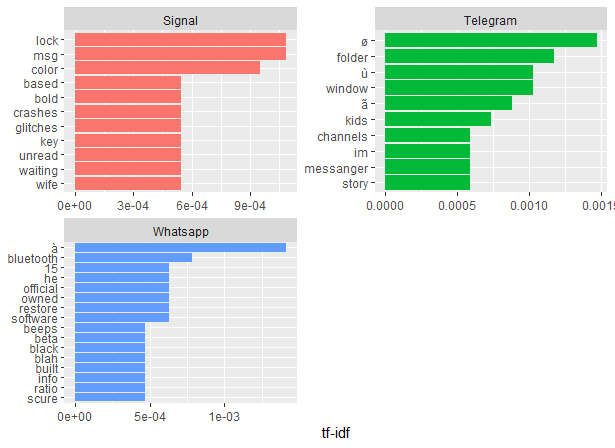 Signal
lock
msg
color
based
bold
crashes
glitches
key
unread
waiting
wife
0e+00 3e-04 6e-04 9e-04
Telegram
ø
folder
ù
window
ã
kids
channels
im
messanger
story
0.0000 0.0005 0.0010 0.0015
Whatsapp
à
bluetooth
15
he
official
owned
restore
software
beeps
beta
black
blah
built
info
ratio
scure
0e+00 5e-04 1e-03
tf-idf